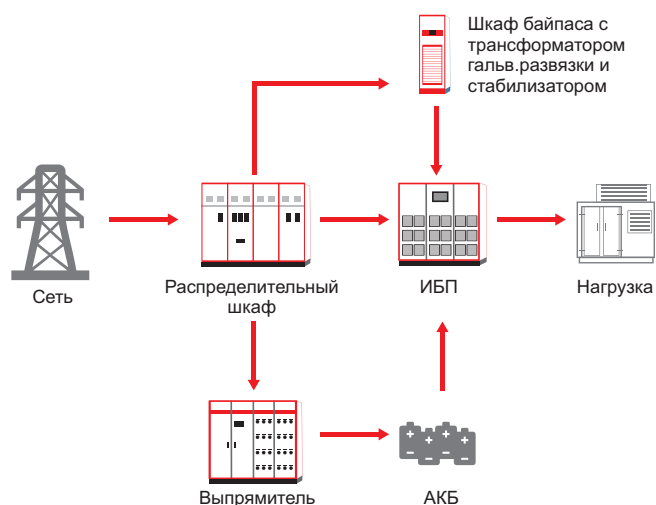 Шкаф байпаса с
трансформатором
гальв.развязки и
стабилизатором
Сеть
Распределительный
шкаф
ИБП
Нагрузка
Выпрямитель
АКБ